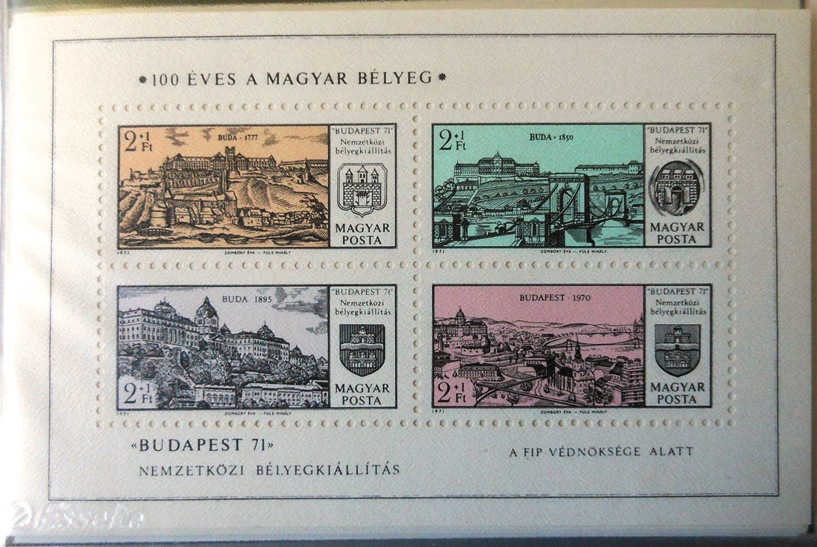 *100 ÉVES A MAGYAR BÉLYEG*
2+1 Ft
BUDA · 1777
"BUDAPEST 71"
Nemzetközi
bélyegkiállítás
MAGYAR
POSTA
1971
ZOMBORY ÉVA — FÜLE MIHÁLY
2+1 Ft
BUDA · 1850
"BUDAPEST 71"
Nemzetközi
bélyegkiállítás
MAGYAR
POSTA
1971
ZOMBORY ÉVA — FÜLE MIHÁLY
BUDA 1895
"BUDAPEST 71"
Nemzetközi
bélyegkiállítás
2+1 Ft
MAGYAR
POSTA
1971
ZOMBORY ÉVA — FÜLE MIHÁLY
BUDAPEST · 1970
"BUDAPEST 71"
Nemzetközi
bélyegkiállítás
2+1 Ft
MAGYAR
POSTA
1971
ZOMBORY ÉVA — FÜLE MIHÁLY
«BUDAPEST 71»
NEMZETKÖZI BÉLYEGKIÁLLÍTÁS
A FIP VÉDNÖKSÉGE ALATT
Esselte